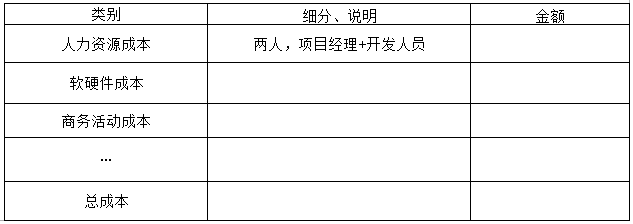 类别 细分、说明 金额
人力资源成本 两人，项目经理+开发人员
软硬件成本
商务活动成本
...
总成本